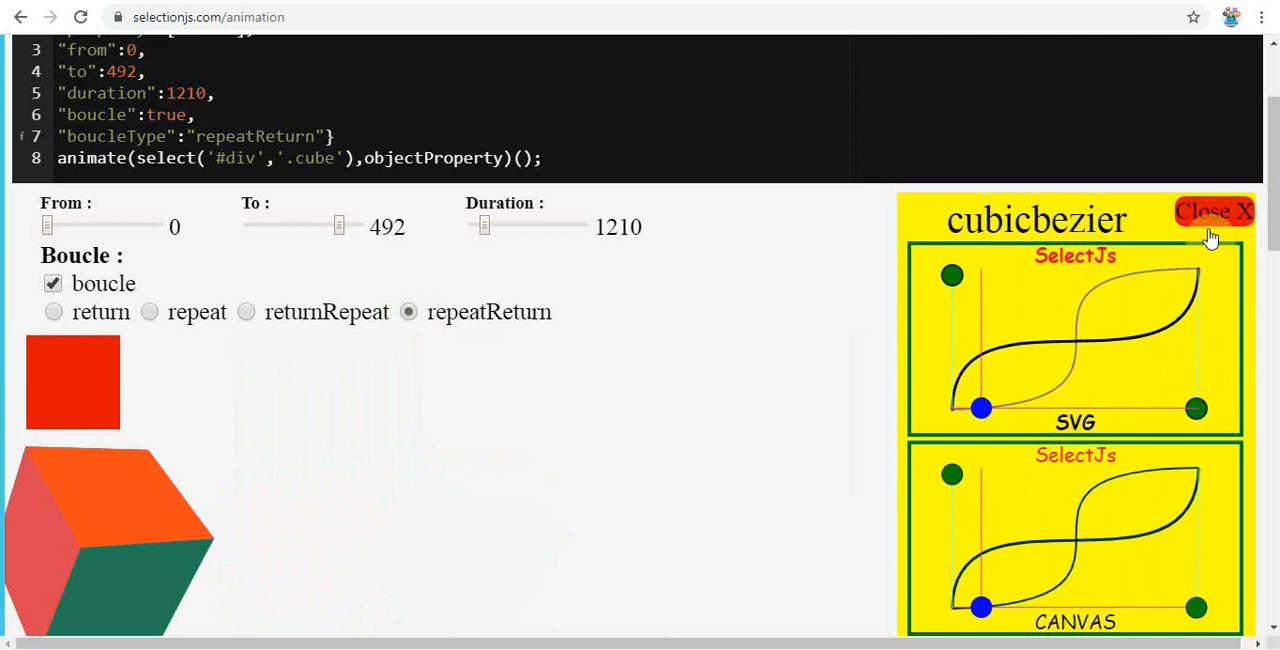 selectionjs.com/animation
3 "from":0,
4 "to":492,
5 "duration":1210,
6 "boucle":true,
i 7 "boucleType":"repeatReturn"}
8 animate(select('#div','.cube'),objectProperty)();
From : To : Duration :
0 492 1210
Boucle :
boucle
return repeat returnRepeat repeatReturn
cubicbezier
Close X
SelectJs
SVG
SelectJs
CANVAS